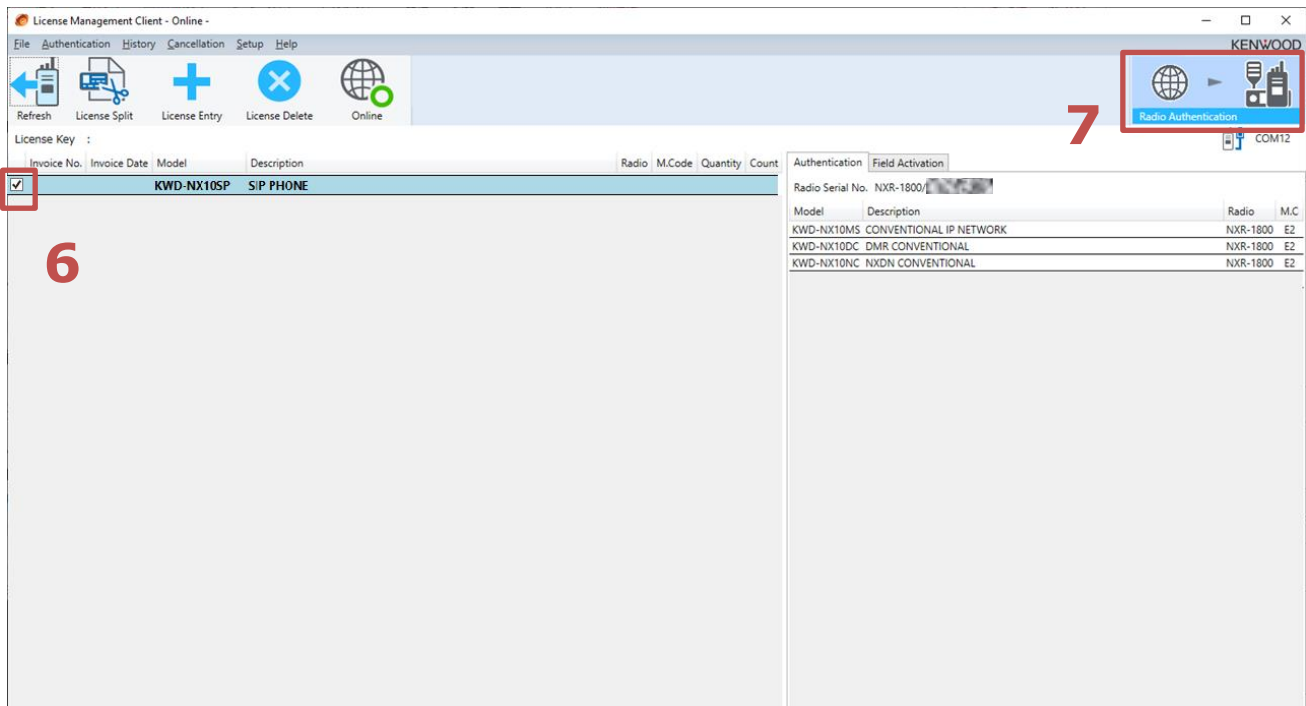 License Management Client - Online -
File Authentication History Cancellation Setup Help
KENWOOD
Refresh License Split License Entry License Delete Online
Radio Authentication
7
License Key :
COM12
Invoice No. Invoice Date Model Description Radio M.Code Quantity Count
Authentication Field Activation
KWD-NX10SP SIP PHONE
Radio Serial No. NXR-1800/
Model Description Radio M.C
KWD-NX10MS CONVENTIONAL IP NETWORK NXR-1800 E2
KWD-NX10DC DMR CONVENTIONAL NXR-1800 E2
KWD-NX10NC NXDN CONVENTIONAL NXR-1800 E2
6